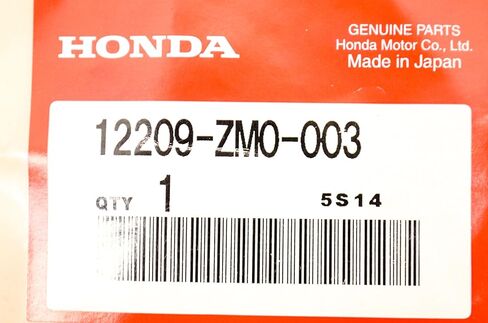 HONDA
GENUINE PARTS
Honda Motor Co., Ltd.
Made in Japan
12209-ZM0-003
QTY 1 5S14